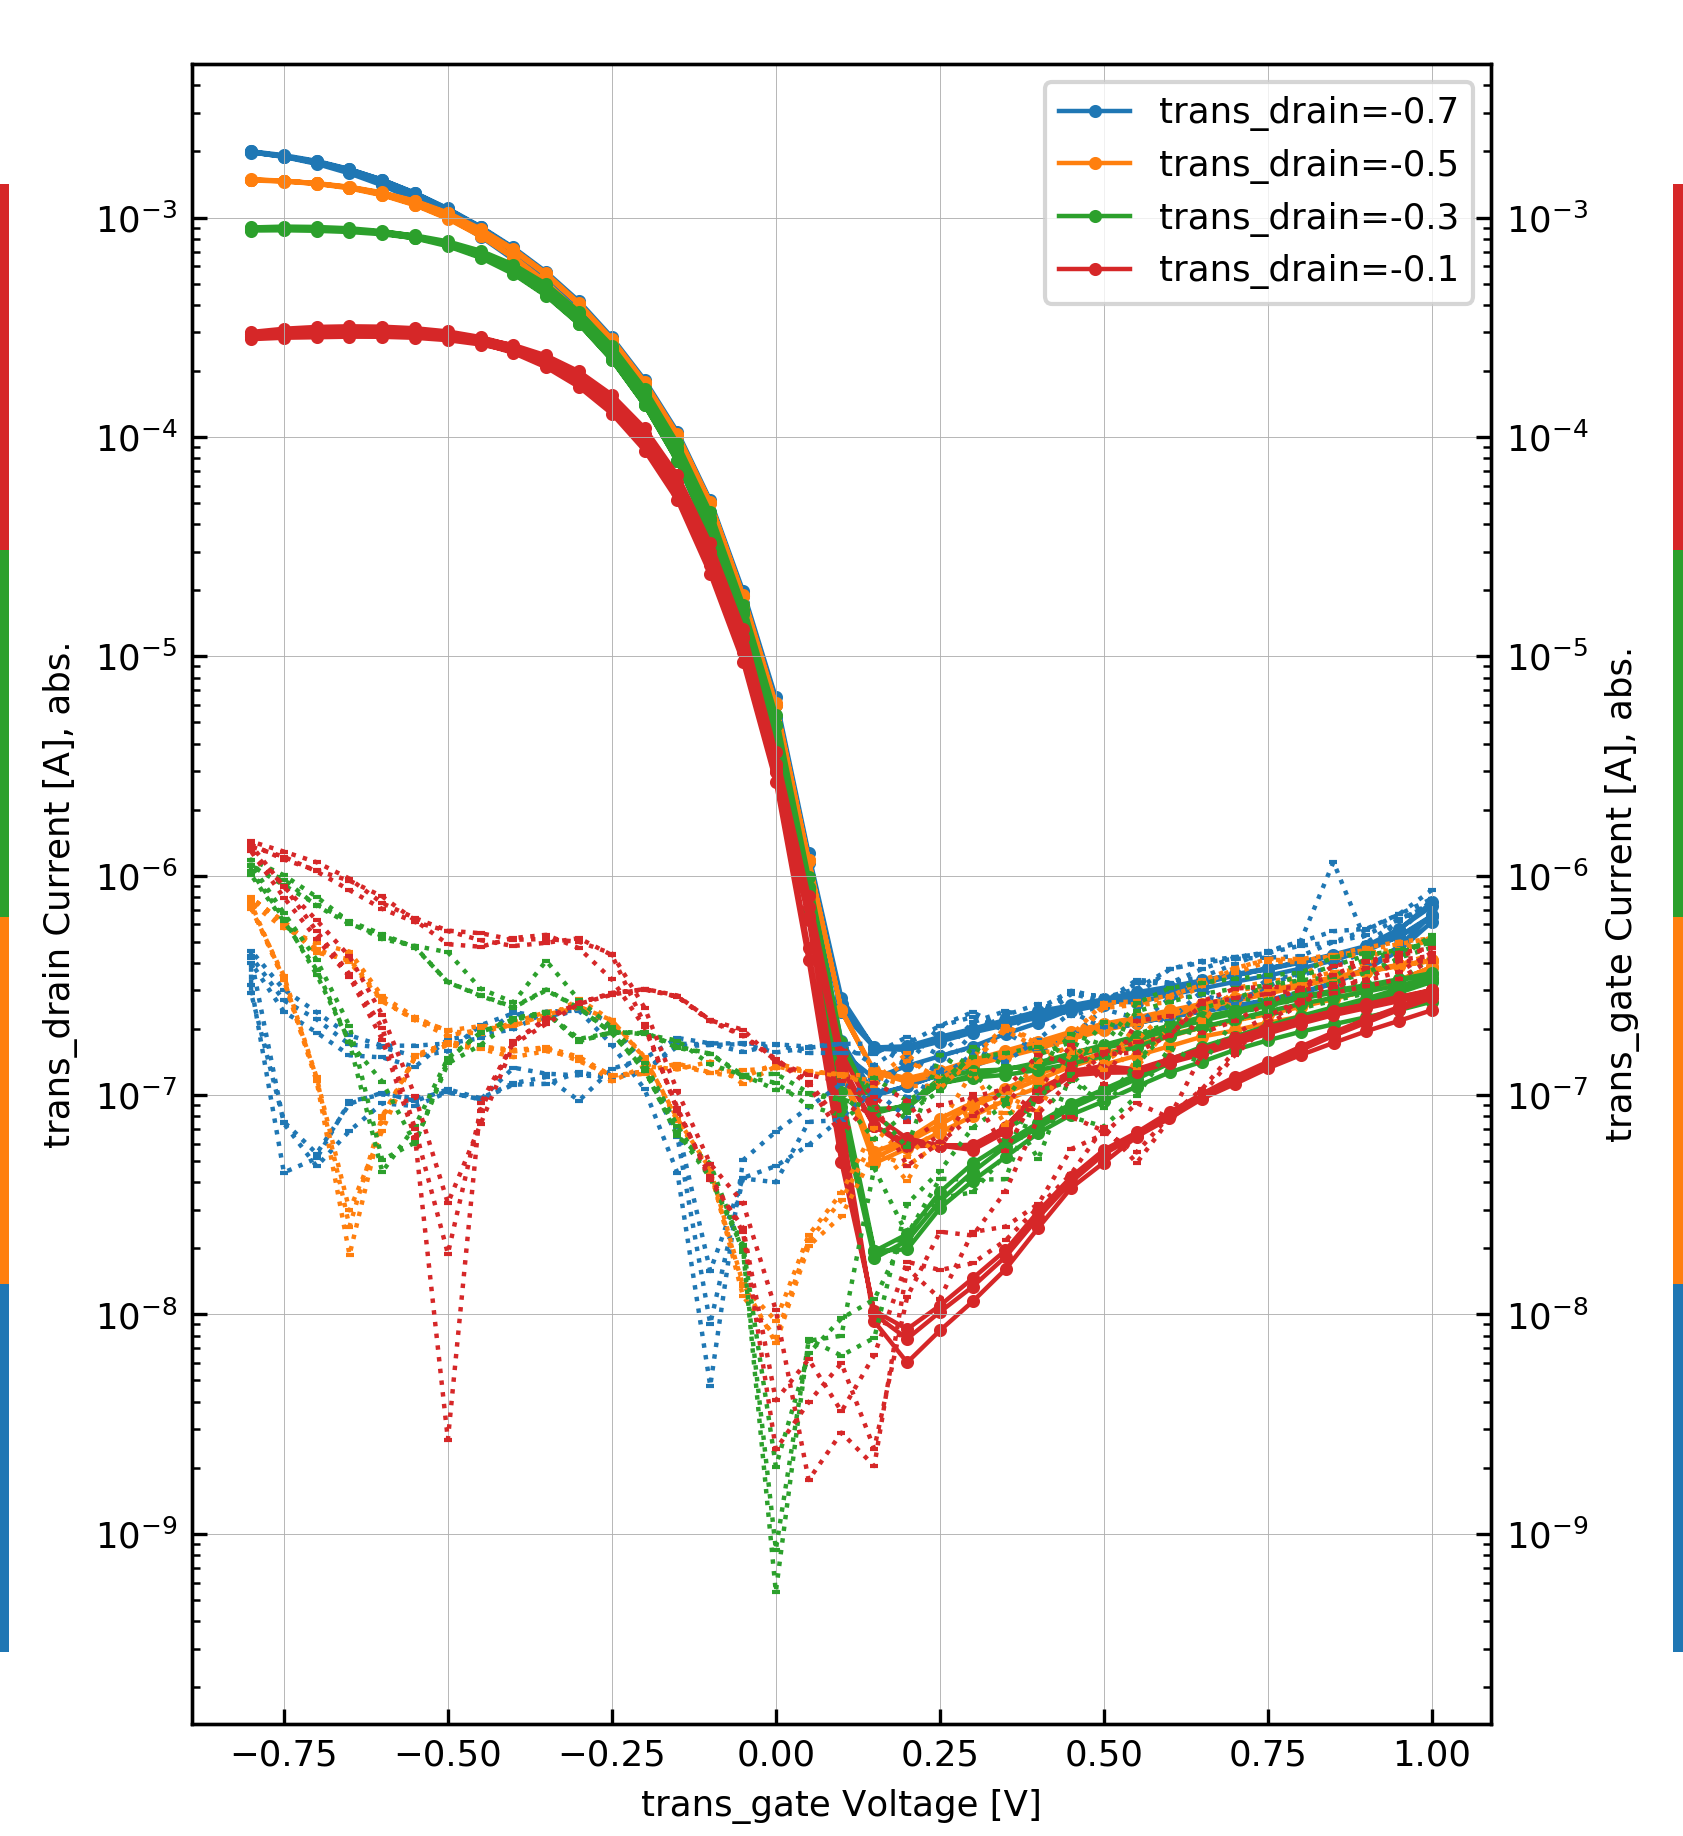 trans_drain=-0.7
trans_drain=-0.5
trans_drain=-0.3
trans_drain=-0.1
10⁻³
10⁻⁴
10⁻⁵
10⁻⁶
10⁻⁷
10⁻⁸
10⁻⁹
trans_drain Current [A], abs.
10⁻³
10⁻⁴
10⁻⁵
10⁻⁶
10⁻⁷
10⁻⁸
10⁻⁹
trans_gate Current [A], abs.
−0.75 −0.50 −0.25 0.00 0.25 0.50 0.75 1.00
trans_gate Voltage [V]